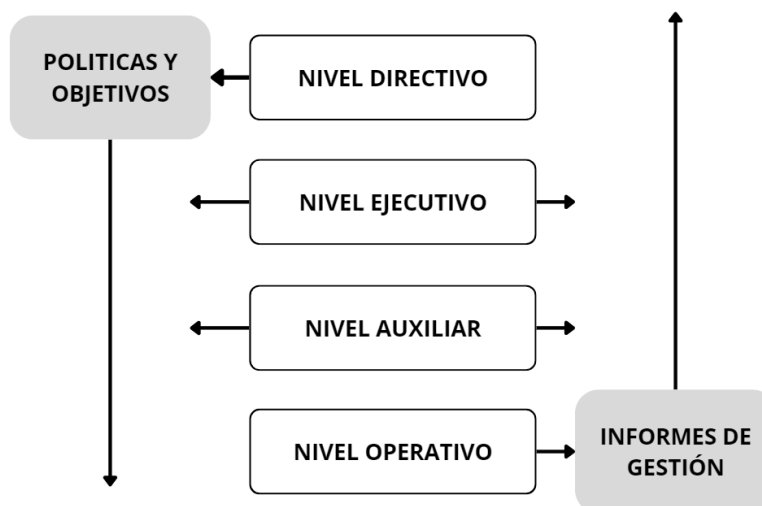 POLITICAS Y
OBJETIVOS
NIVEL DIRECTIVO
NIVEL EJECUTIVO
NIVEL AUXILIAR
NIVEL OPERATIVO
INFORMES DE
GESTIÓN